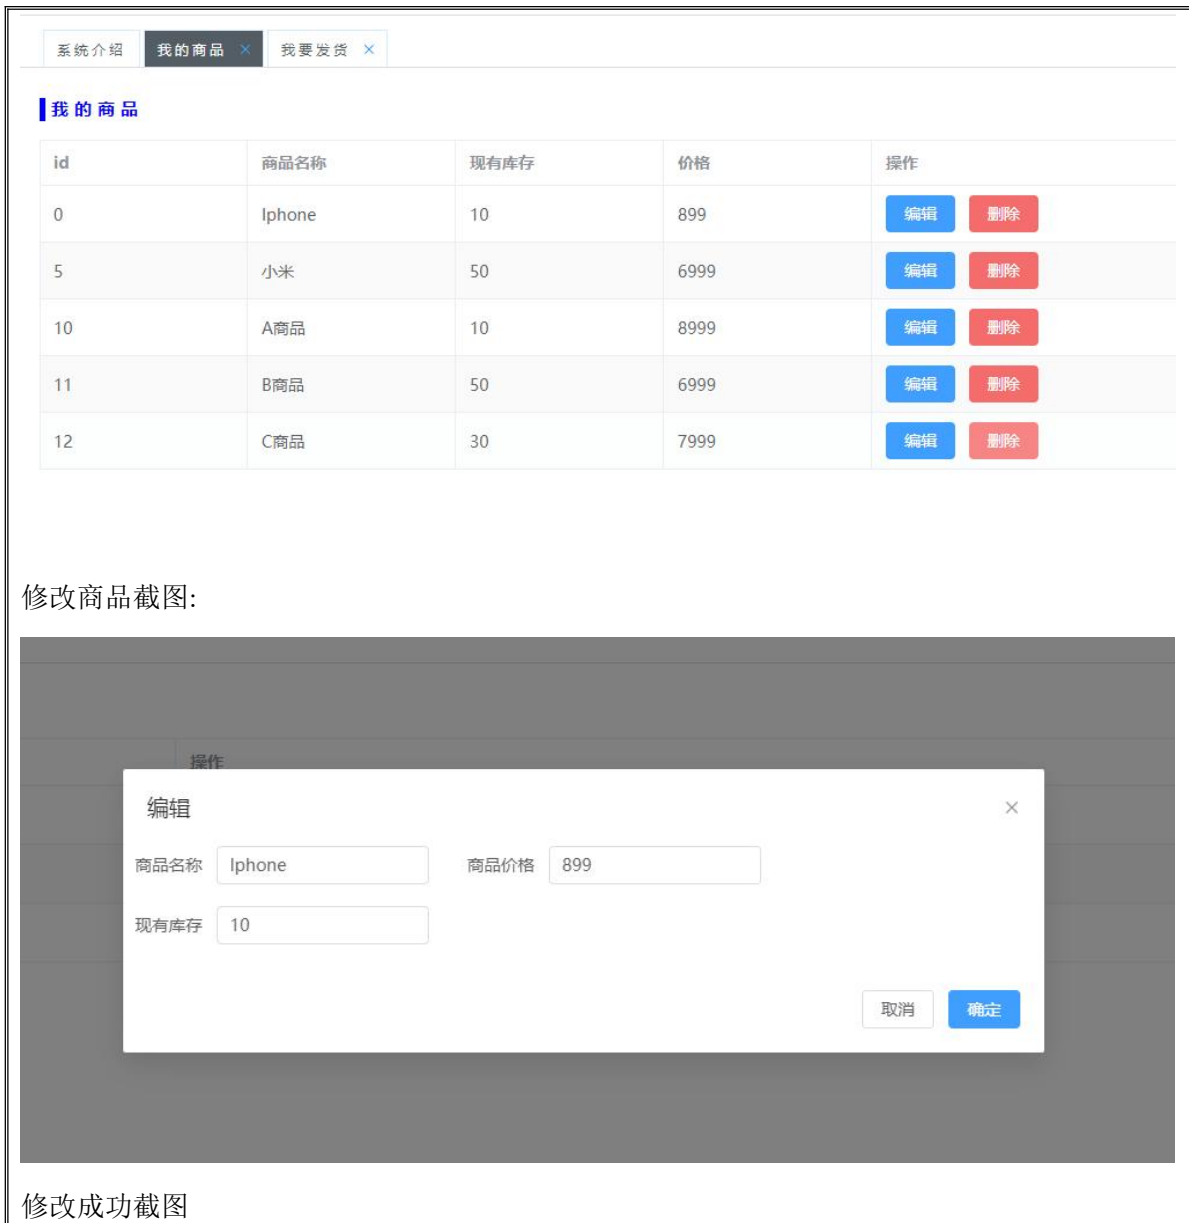 系统介绍 我的商品 × 我要发货 ×
我的商品
id 商品名称 现有库存 价格 操作
0 Iphone 10 899 编辑 删除
5 小米 50 6999 编辑 删除
10 A商品 10 8999 编辑 删除
11 B商品 50 6999 编辑 删除
12 C商品 30 7999 编辑 删除
修改商品截图:
操作
编辑 ×
商品名称 Iphone 商品价格 899
现有库存 10
取消 确定
修改成功截图